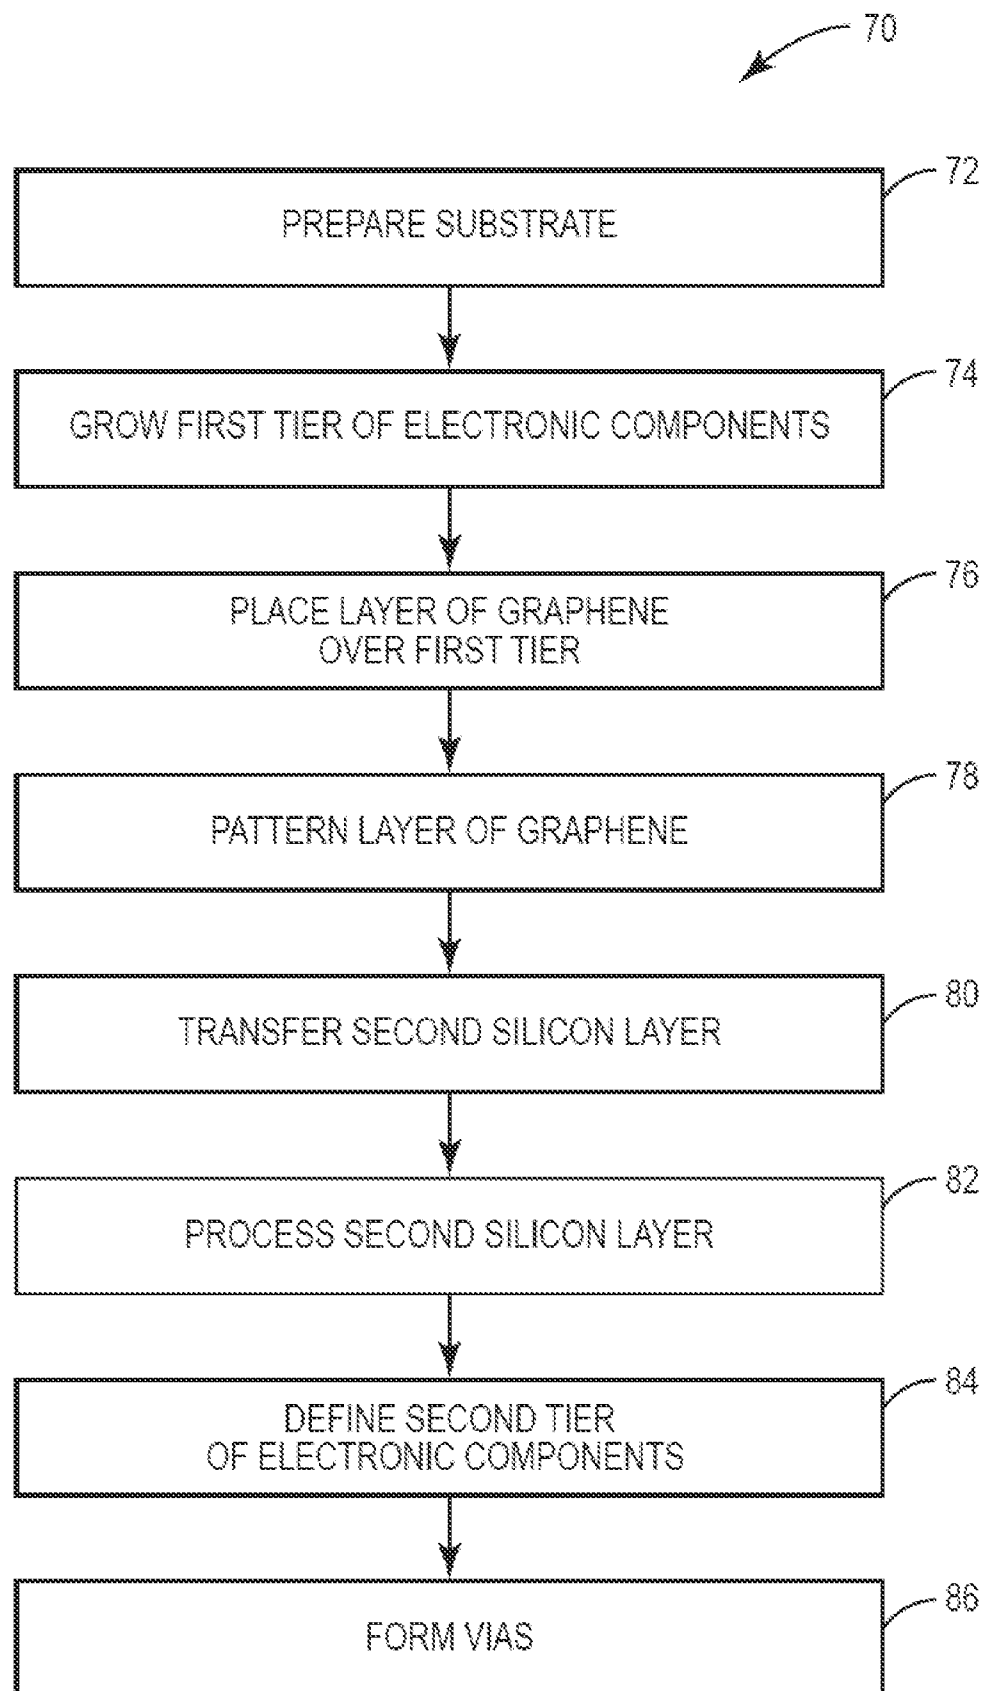 70
72
PREPARE SUBSTRATE
74
GROW FIRST TIER OF ELECTRONIC COMPONENTS
76
PLACE LAYER OF GRAPHENE
OVER FIRST TIER
78
PATTERN LAYER OF GRAPHENE
80
TRANSFER SECOND SILICON LAYER
82
PROCESS SECOND SILICON LAYER
84
DEFINE SECOND TIER
OF ELECTRONIC COMPONENTS
86
FORM VIAS